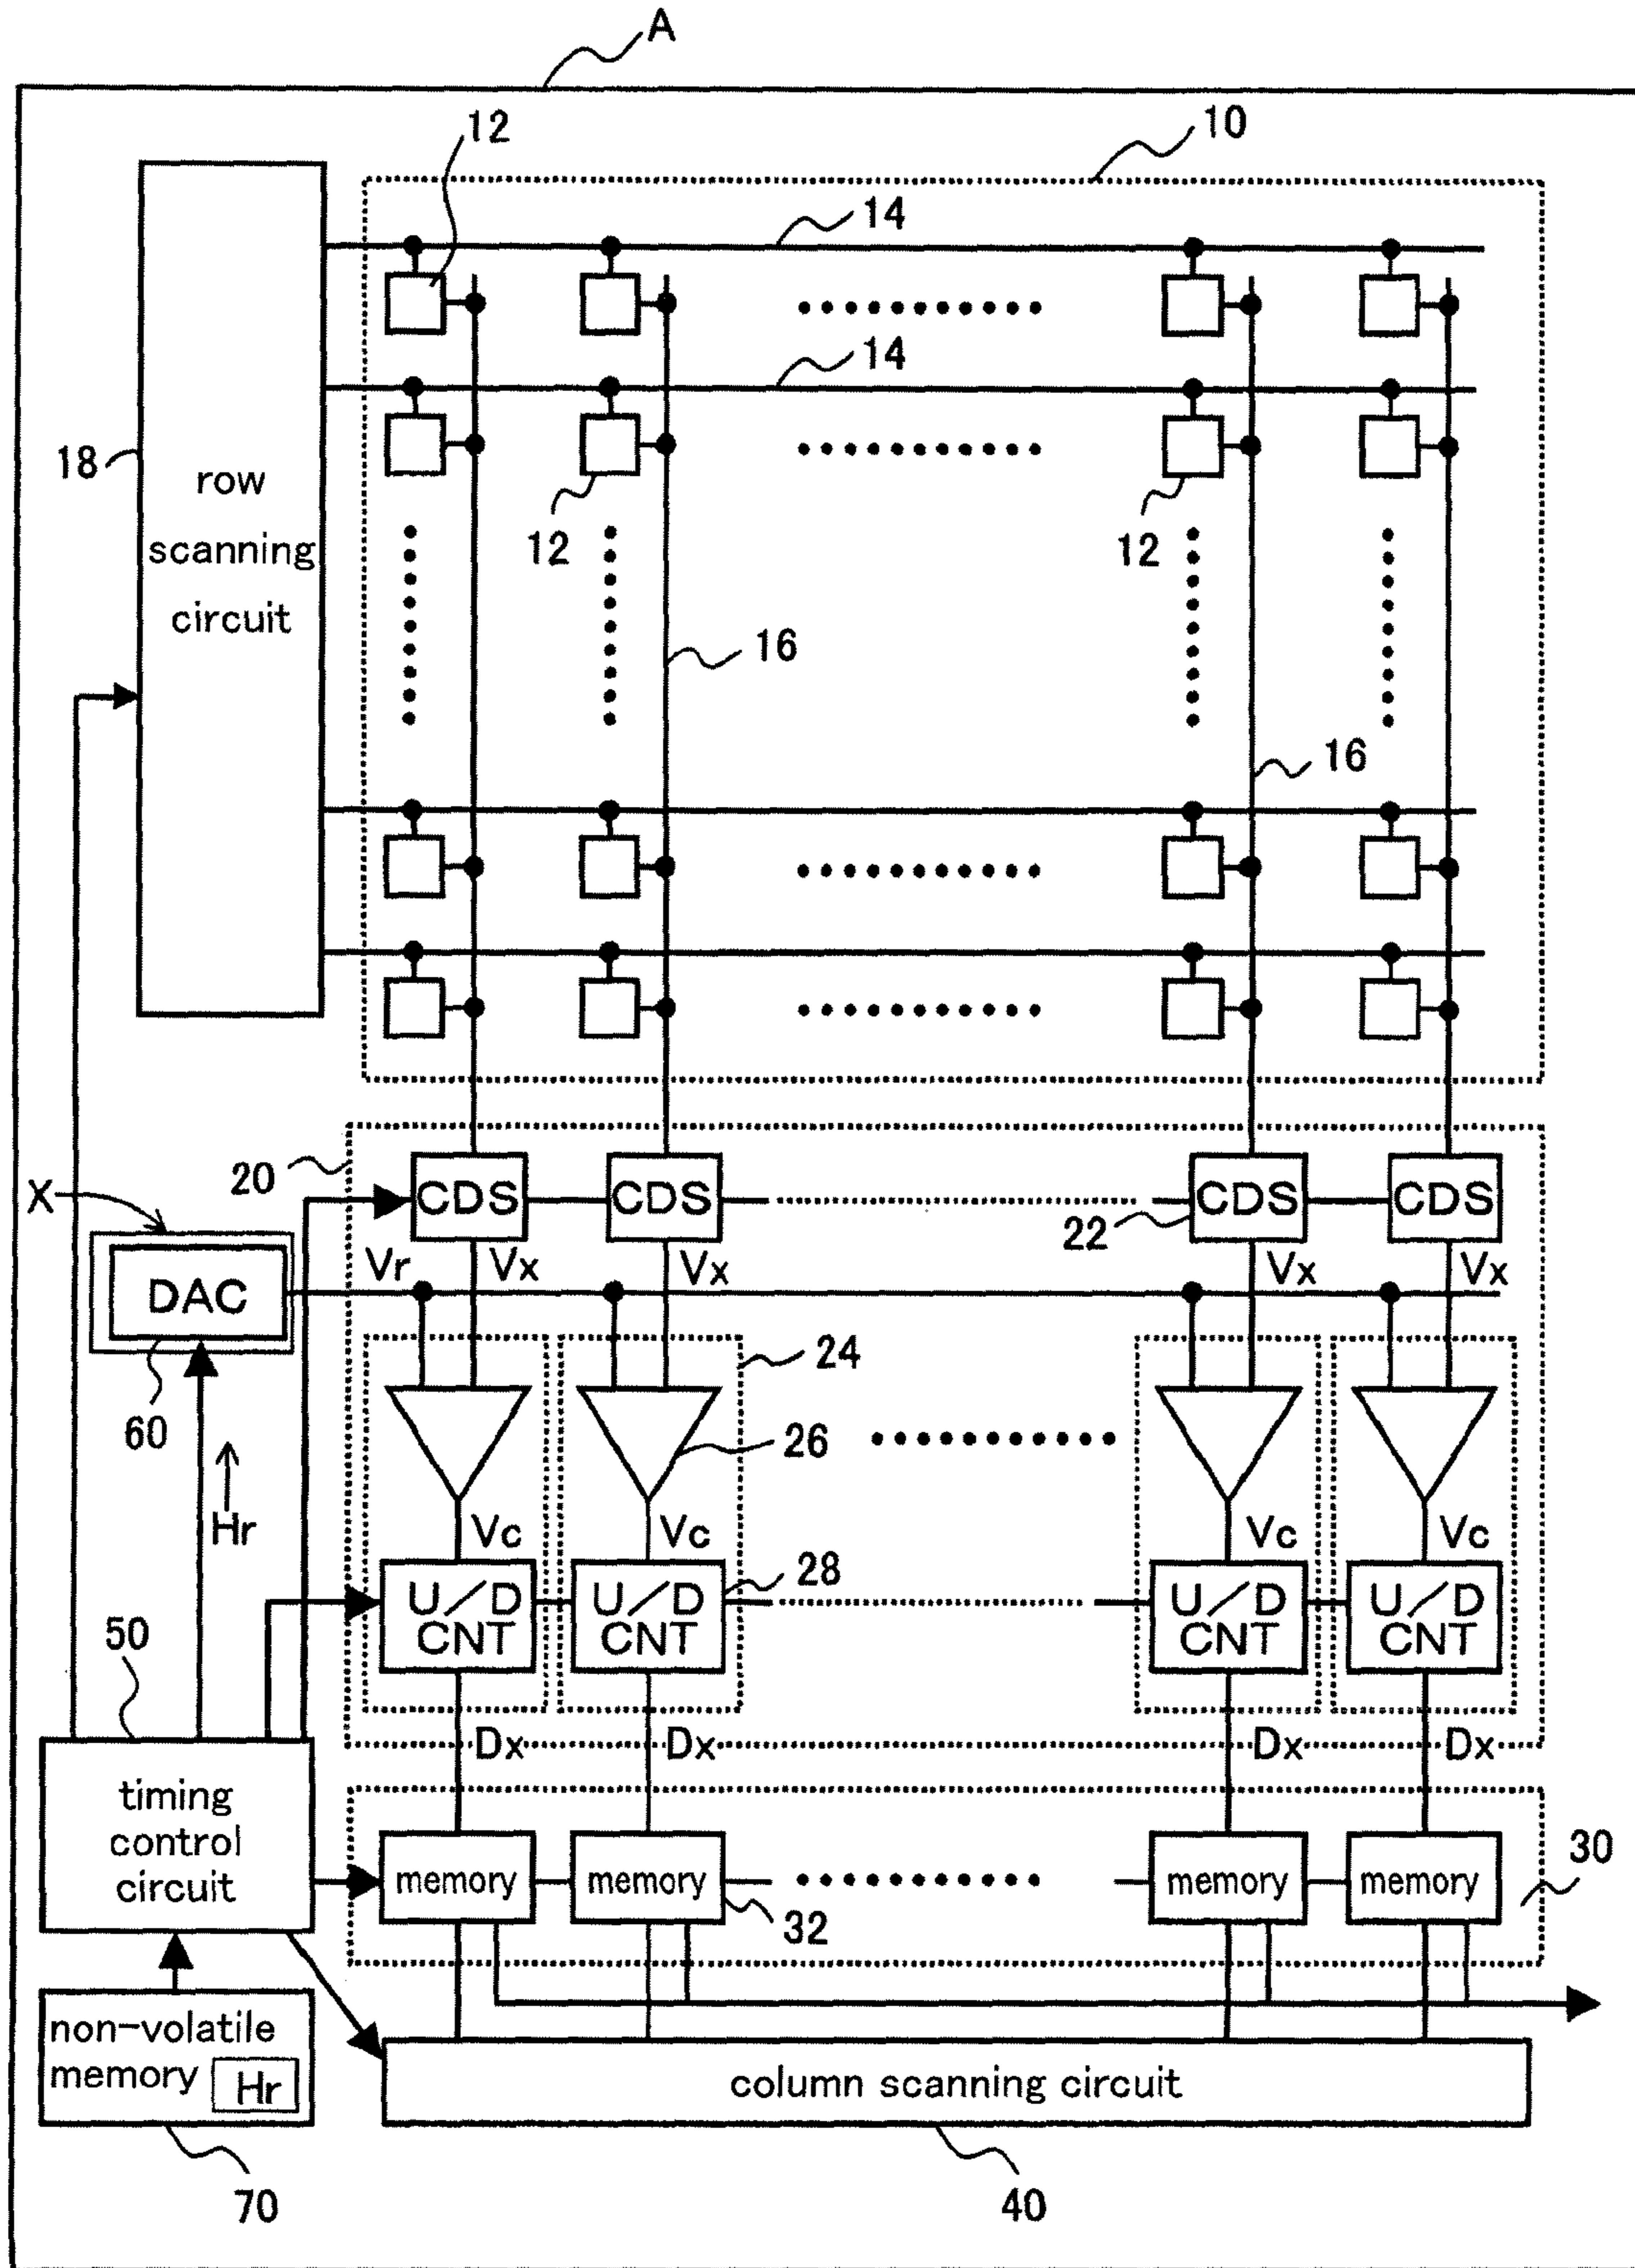 A
12
10
14
14
18
row
scanning
circuit
12
12
16
16
20
CDS
CDS
CDS
CDS
X
22
Vr
Vx
Vx
Vx
Vx
DAC
24
60
26
Hr
Vc
Vc
Vc
Vc
28
U/D
CNT
U/D
CNT
U/D
CNT
U/D
CNT
50
Dx
Dx
Dx
Dx
timing
control
circuit
memory
memory
memory
memory
30
32
non-volatile
memory
Hr
column scanning circuit
70
40